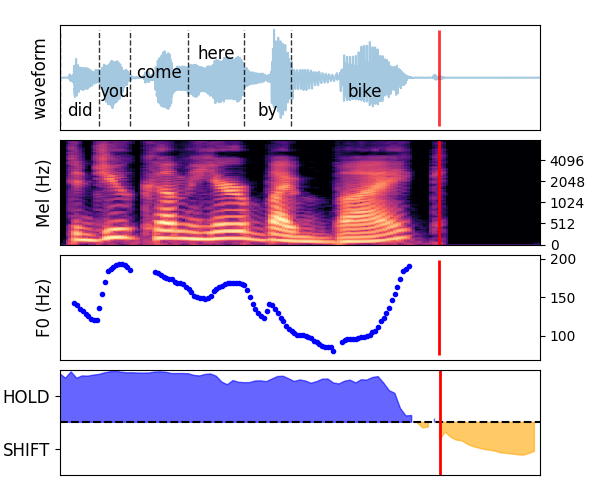 waveform
did
you
come
here
by
bike
Mel (Hz)
4096
2048
1024
512
0
F0 (Hz)
200
150
100
HOLD
SHIFT